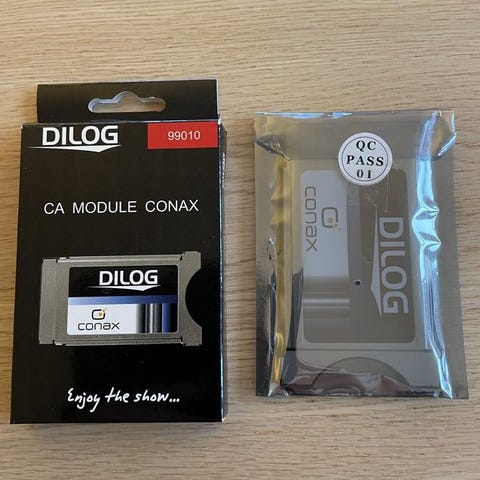 DILOG
99010
CA MODULE CONAX
DILOG
conax
Enjoy the show...
QC
PASS
01
conax
DILOG